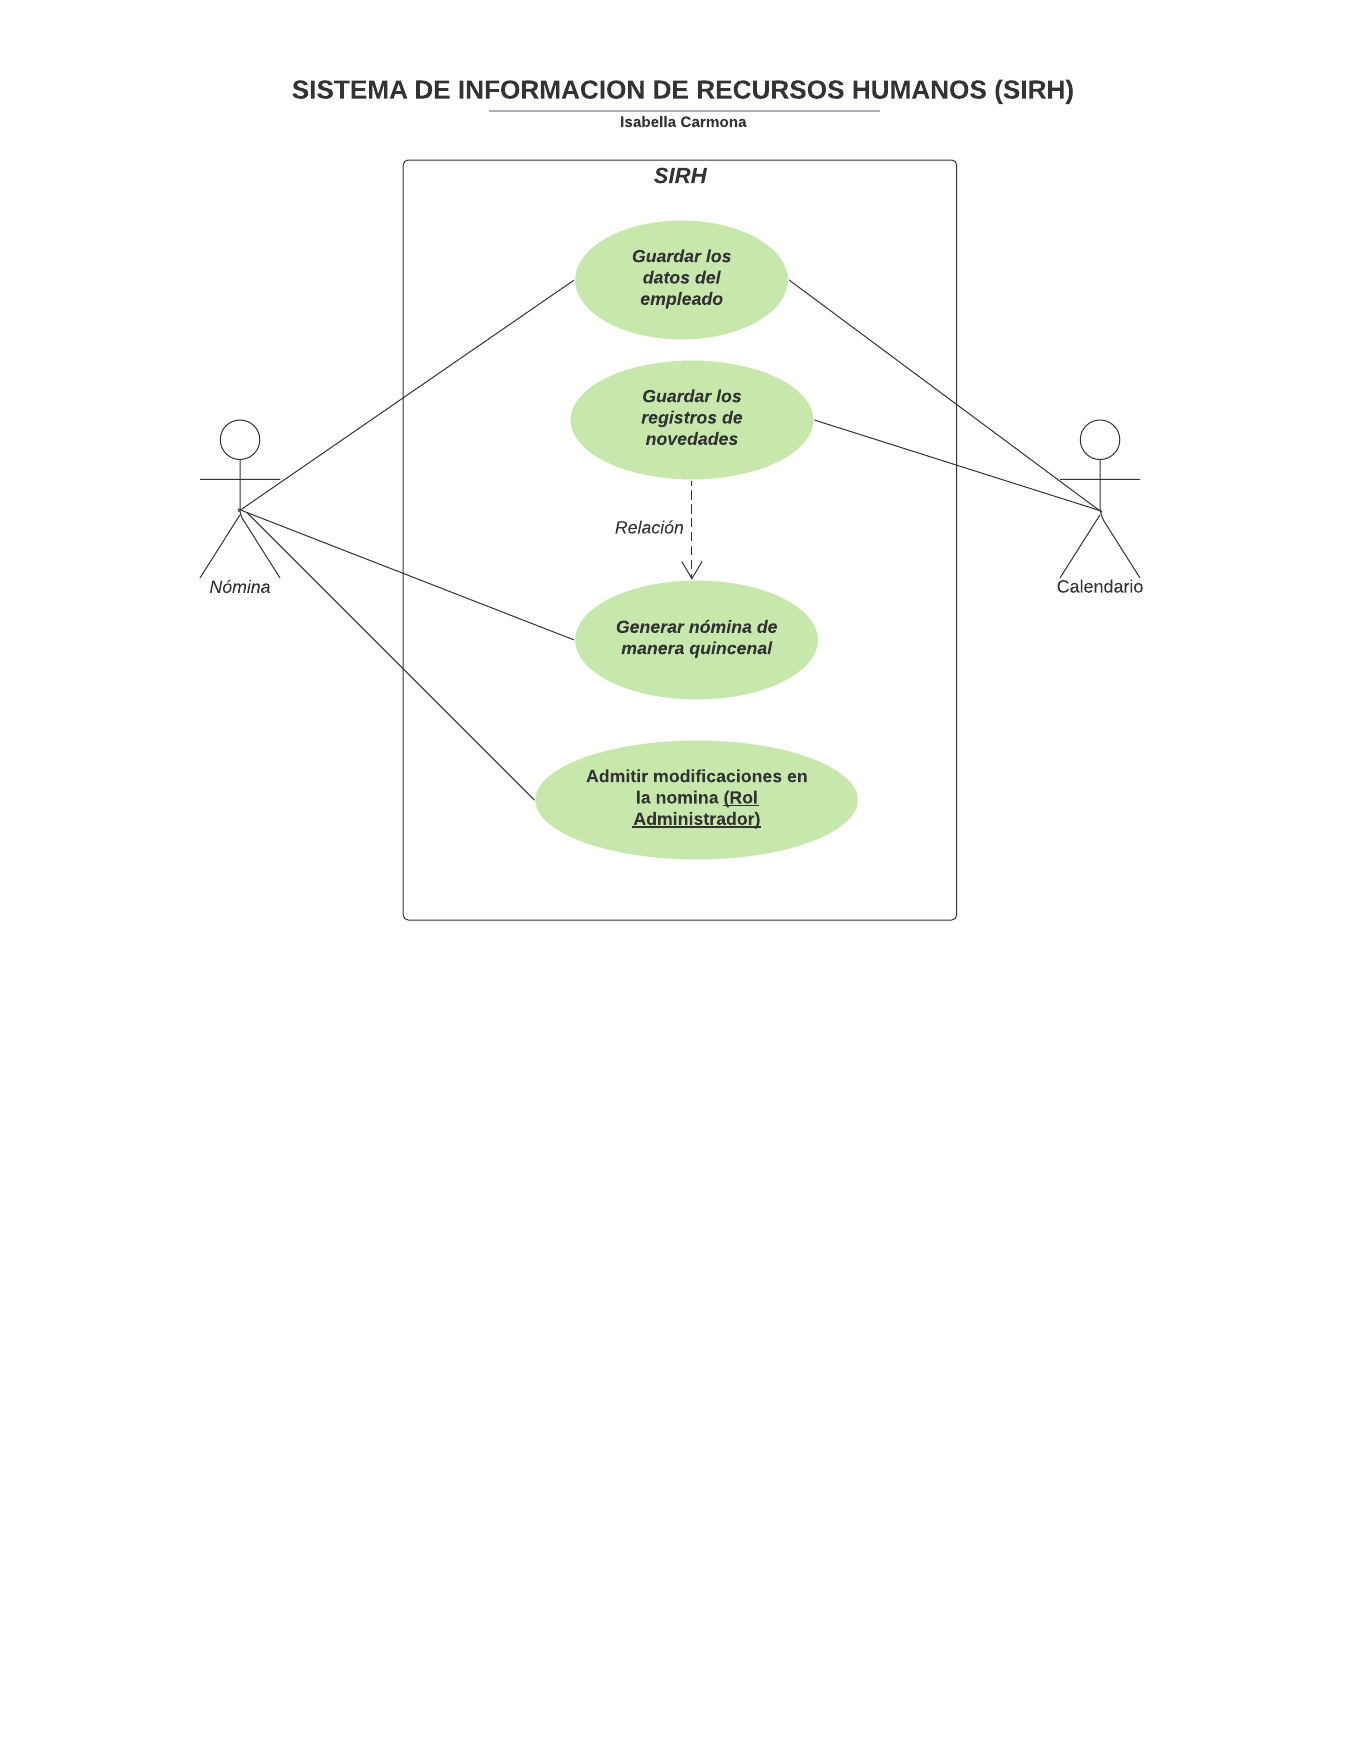 SISTEMA DE INFORMACION DE RECURSOS HUMANOS (SIRH)
Isabella Carmona
SIRH
Guardar los
datos del
empleado
Guardar los
registros de
novedades
Relación
Nómina
Calendario
Generar nómina de
manera quincenal
Admitir modificaciones en
la nomina (Rol
Administrador)